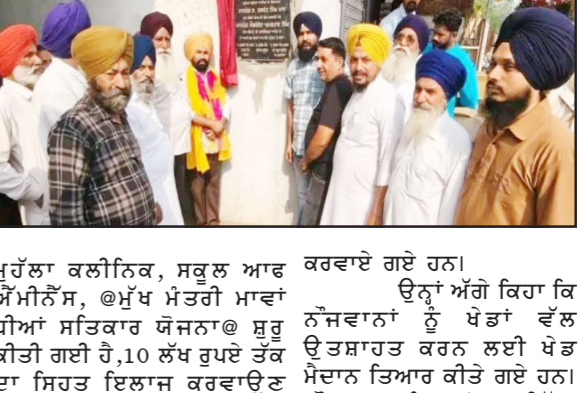 ਮੁਹੱਲਾ ਕਲੀਨਿਕ, ਸਕੂਲ ਆਫ
ਐੱਮੀਨੈਂਸ, @ਮੁੱਖ ਮੰਤਰੀ ਮਾਵਾਂ
ਧੀਆਂ ਸਤਿਕਾਰ ਯੋਜਨਾ@ ਸ਼ੁਰੂ
ਕੀਤੀ ਗਈ ਹੈ,10 ਲੱਖ ਰੁਪਏ ਤੱਕ
ਦਾ ਸਿਹਤ ਇਲਾਜ ਕਰਵਾਉਣ
ਕਰਵਾਏ ਗਏ ਹਨ।
ਉਨ੍ਹਾਂ ਅੱਗੇ ਕਿਹਾ ਕਿ
ਨੌਜਵਾਨਾਂ ਨੂੰ ਖੇਡਾਂ ਵੱਲ
ਉਤਸ਼ਾਹਤ ਕਰਨ ਲਈ ਖੇਡ
ਮੈਦਾਨ ਤਿਆਰ ਕੀਤੇ ਗਏ ਹਨ।